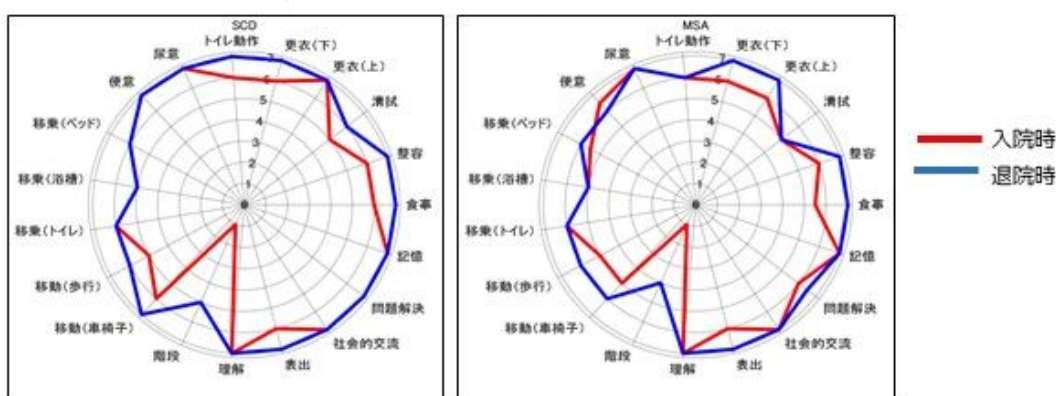 SCD
トイレ動作
更衣(下)
更衣(上)
清拭
整容
食事
記憶
問題解決
社会的交流
表出
理解
階段
移動(車椅子)
移動(歩行)
移乗(トイレ)
移乗(浴槽)
移乗(ベッド)
便意
尿意
7
6
5
4
3
2
1
MSA
トイレ動作
更衣(下)
更衣(上)
清拭
整容
食事
記憶
問題解決
社会的交流
表出
理解
階段
移動(車椅子)
移動(歩行)
移乗(トイレ)
移乗(浴槽)
移乗(ベッド)
便意
尿意
7
6
5
4
3
2
1
入院時
退院時